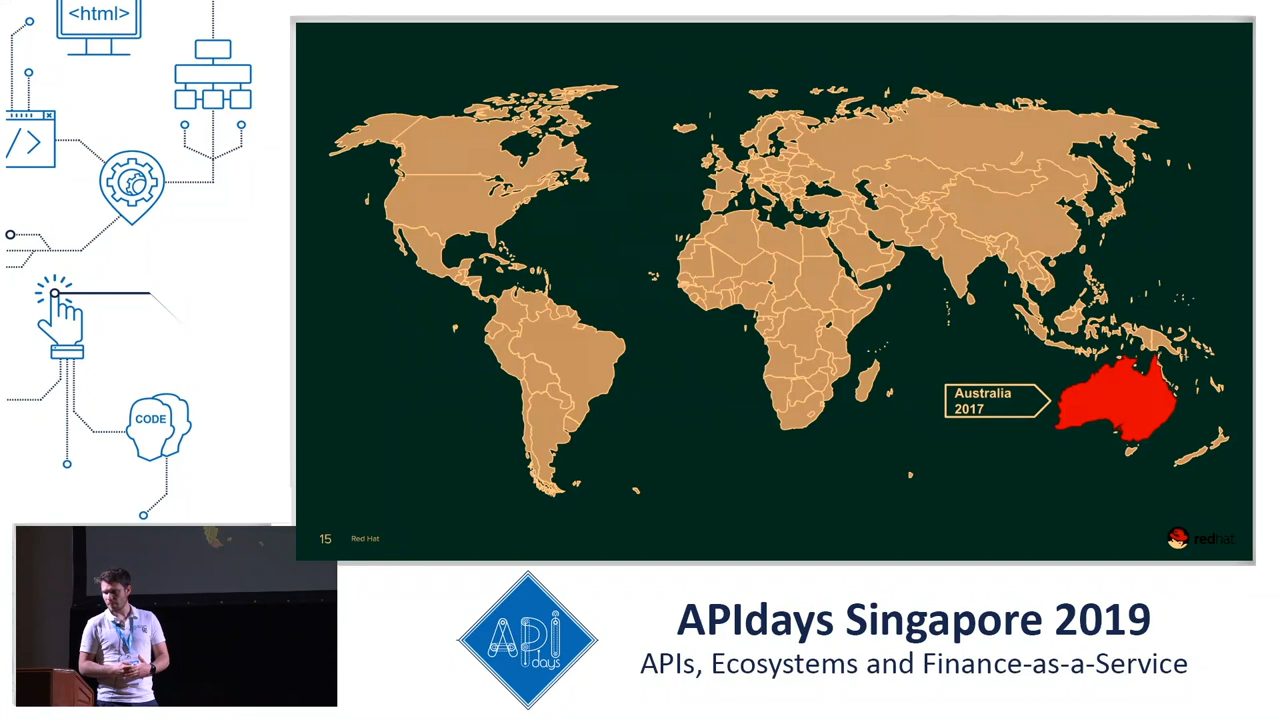 <html>
</>
CODE
Australia
2017
15 Red Hat
redhat
API
days
APIdays Singapore 2019
APIs, Ecosystems and Finance-as-a-Service